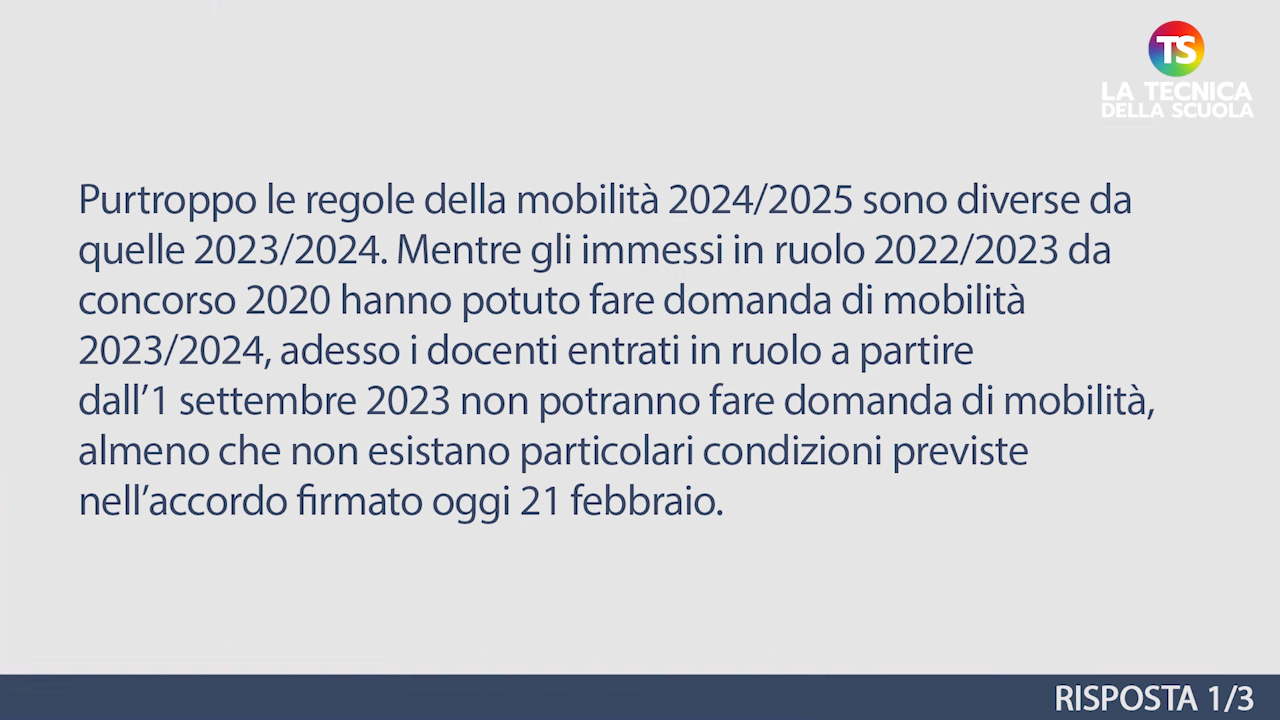 TS
LA TECNICA
DELLA SCUOLA
Purtroppo le regole della mobilità 2024/2025 sono diverse da
quelle 2023/2024. Mentre gli immessi in ruolo 2022/2023 da
concorso 2020 hanno potuto fare domanda di mobilità
2023/2024, adesso i docenti entrati in ruolo a partire
dall’1 settembre 2023 non potranno fare domanda di mobilità,
almeno che non esistano particolari condizioni previste
nell’accordo firmato oggi 21 febbraio.
RISPOSTA 1/3